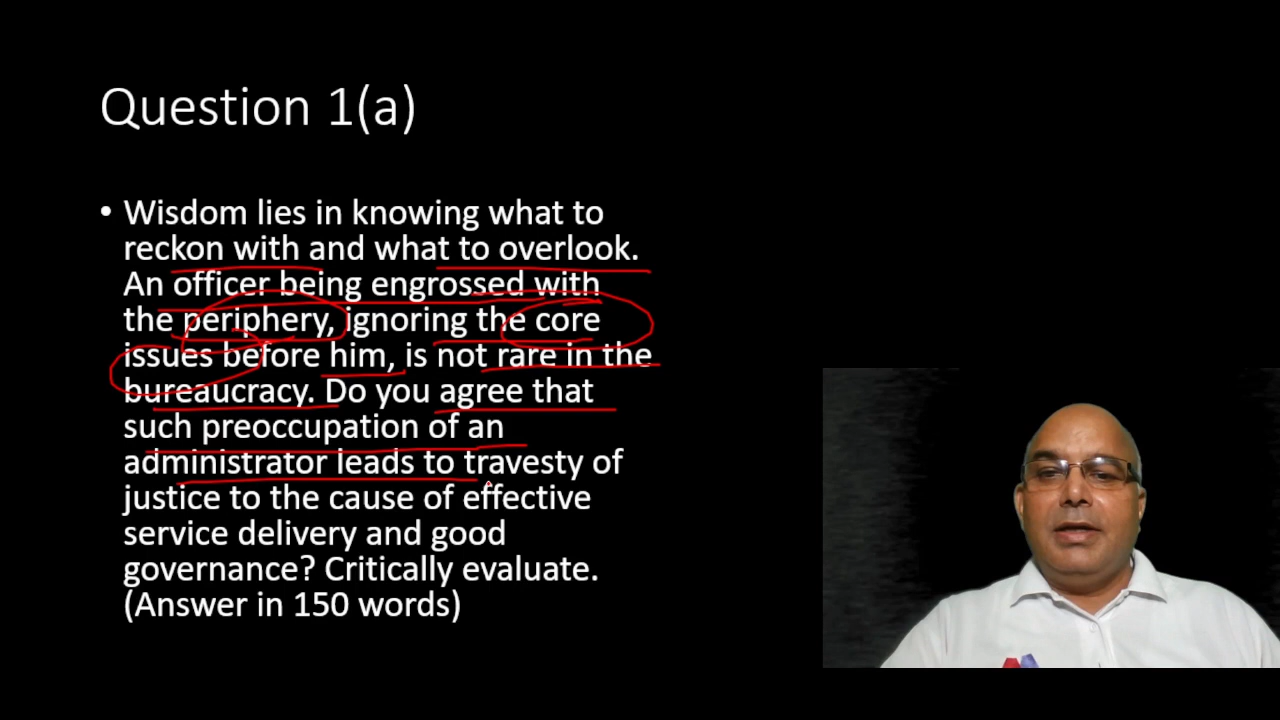 Question 1(a)
• Wisdom lies in knowing what to
reckon with and what to overlook.
An officer being engrossed with
the periphery, ignoring the core
issues before him, is not rare in the
bureaucracy. Do you agree that
such preoccupation of an
administrator leads to travesty of
justice to the cause of effective
service delivery and good
governance? Critically evaluate.
(Answer in 150 words)